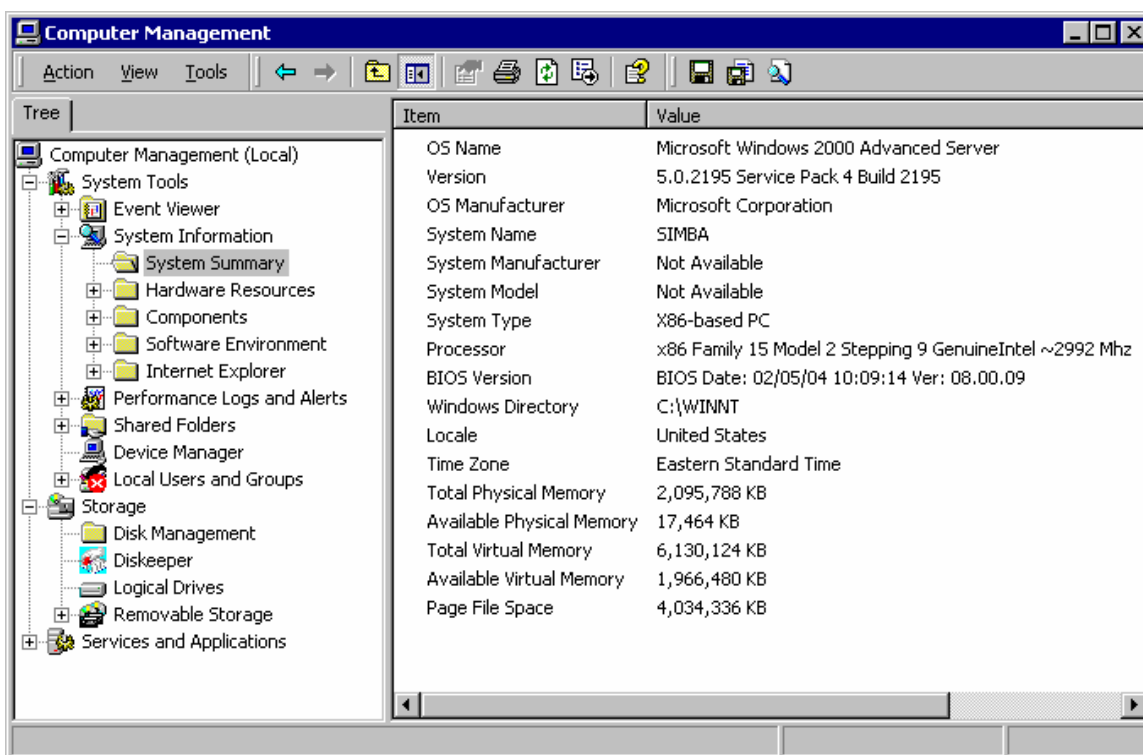 Computer Management
Action View Tools
Tree
Computer Management (Local)
System Tools
Event Viewer
System Information
System Summary
Hardware Resources
Components
Software Environment
Internet Explorer
Performance Logs and Alerts
Shared Folders
Device Manager
Local Users and Groups
Storage
Disk Management
Diskeeper
Logical Drives
Removable Storage
Services and Applications
Item Value
OS Name Microsoft Windows 2000 Advanced Server
Version 5.0.2195 Service Pack 4 Build 2195
OS Manufacturer Microsoft Corporation
System Name SIMBA
System Manufacturer Not Available
System Model Not Available
System Type X86-based PC
Processor x86 Family 15 Model 2 Stepping 9 GenuineIntel ~2992 Mhz
BIOS Version BIOS Date: 02/05/04 10:09:14 Ver: 08.00.09
Windows Directory C:\WINNT
Locale United States
Time Zone Eastern Standard Time
Total Physical Memory 2,095,788 KB
Available Physical Memory 17,464 KB
Total Virtual Memory 6,130,124 KB
Available Virtual Memory 1,966,480 KB
Page File Space 4,034,336 KB